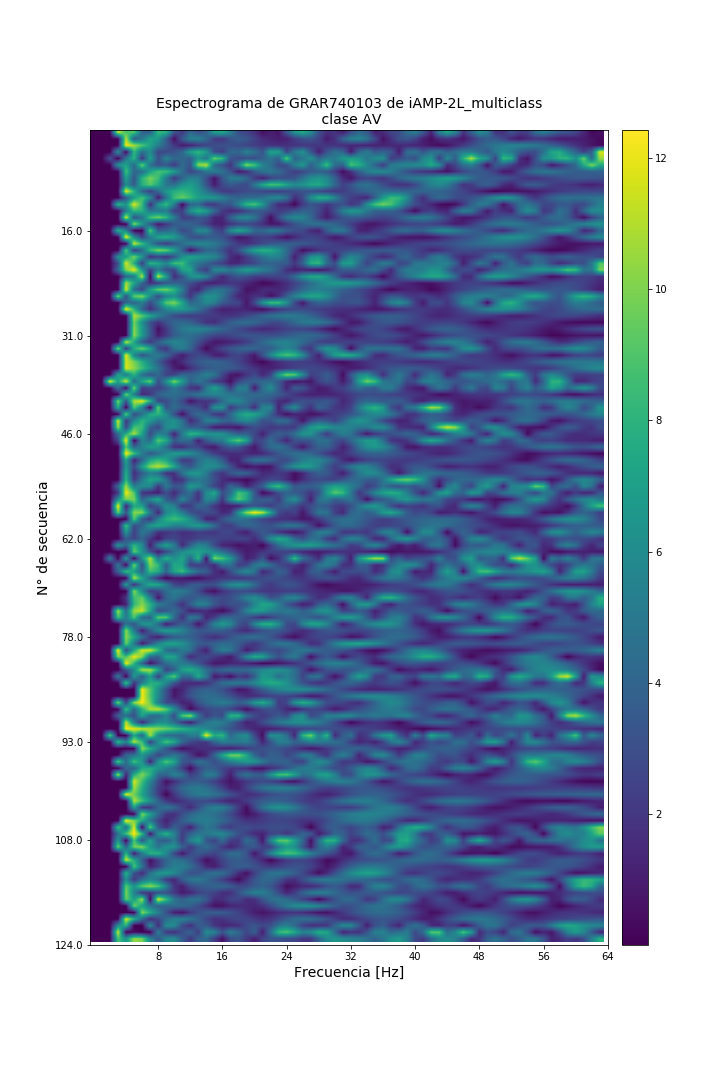 Espectrograma de GRAR740103 de iAMP-2L_multiclass
clase AV
12
16.0
10
31.0
8
46.0
N° de secuencia
6
62.0
78.0
4
93.0
2
108.0
124.0
8 16 24 32 40 48 56 64
Frecuencia [Hz]